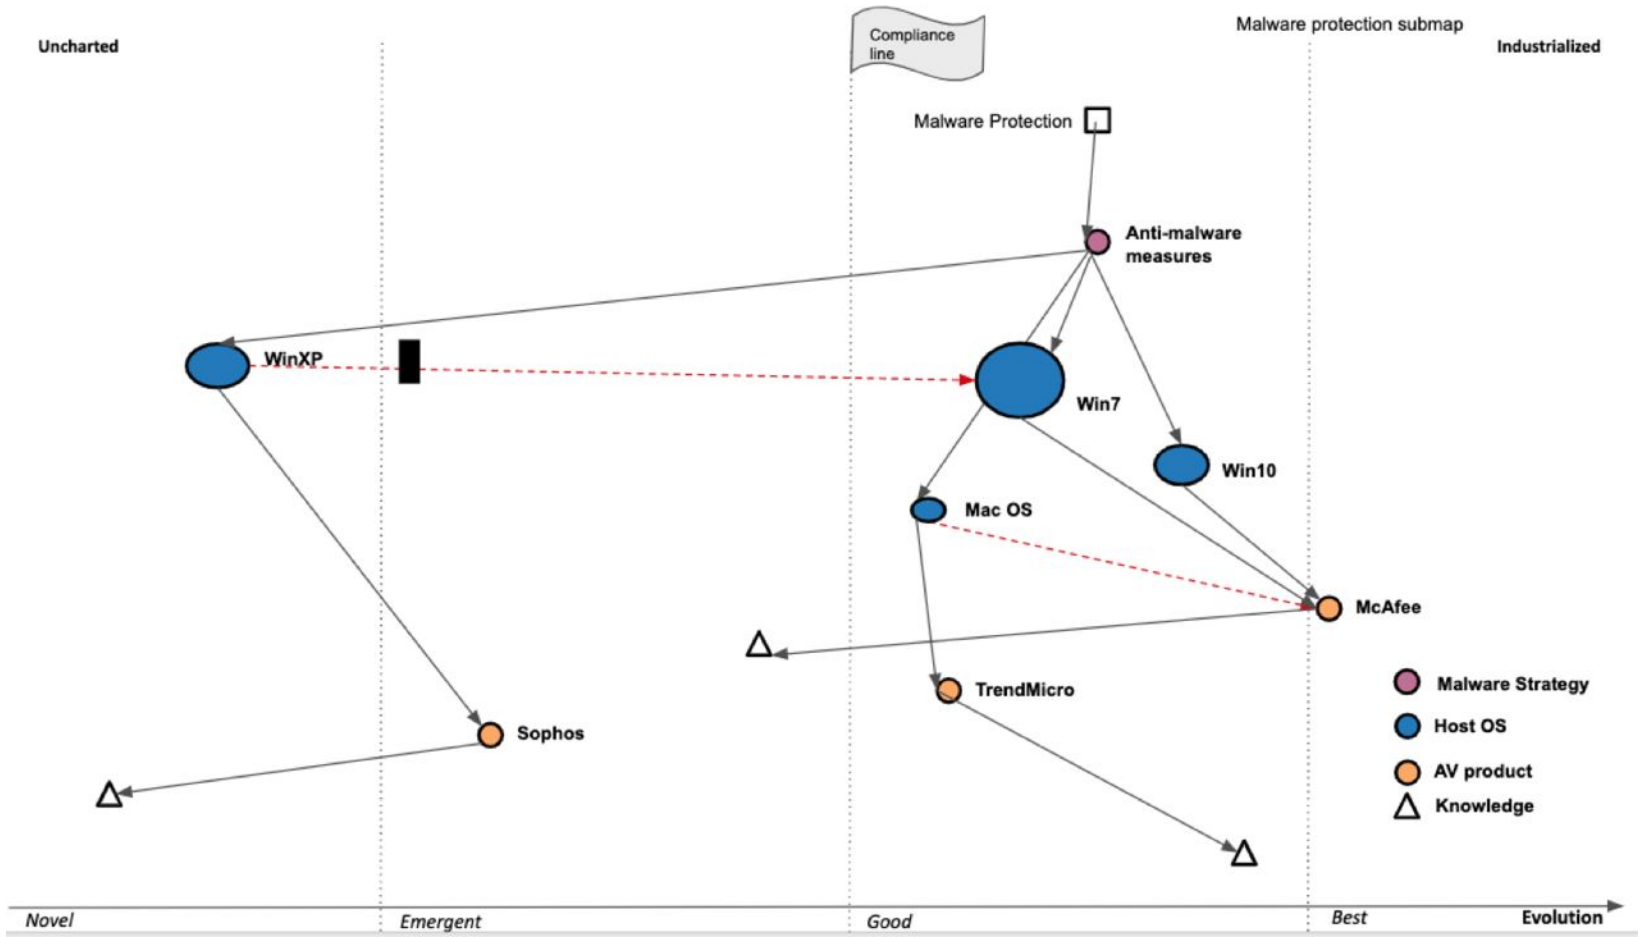 Malware protection submap
Uncharted
Compliance
line
Industrialized
Malware Protection
Anti-malware
measures
WinXP
Win7
Win10
Mac OS
McAfee
TrendMicro
Sophos
Malware Strategy
Host OS
AV product
Knowledge
Novel
Emergent
Good
Best
Evolution